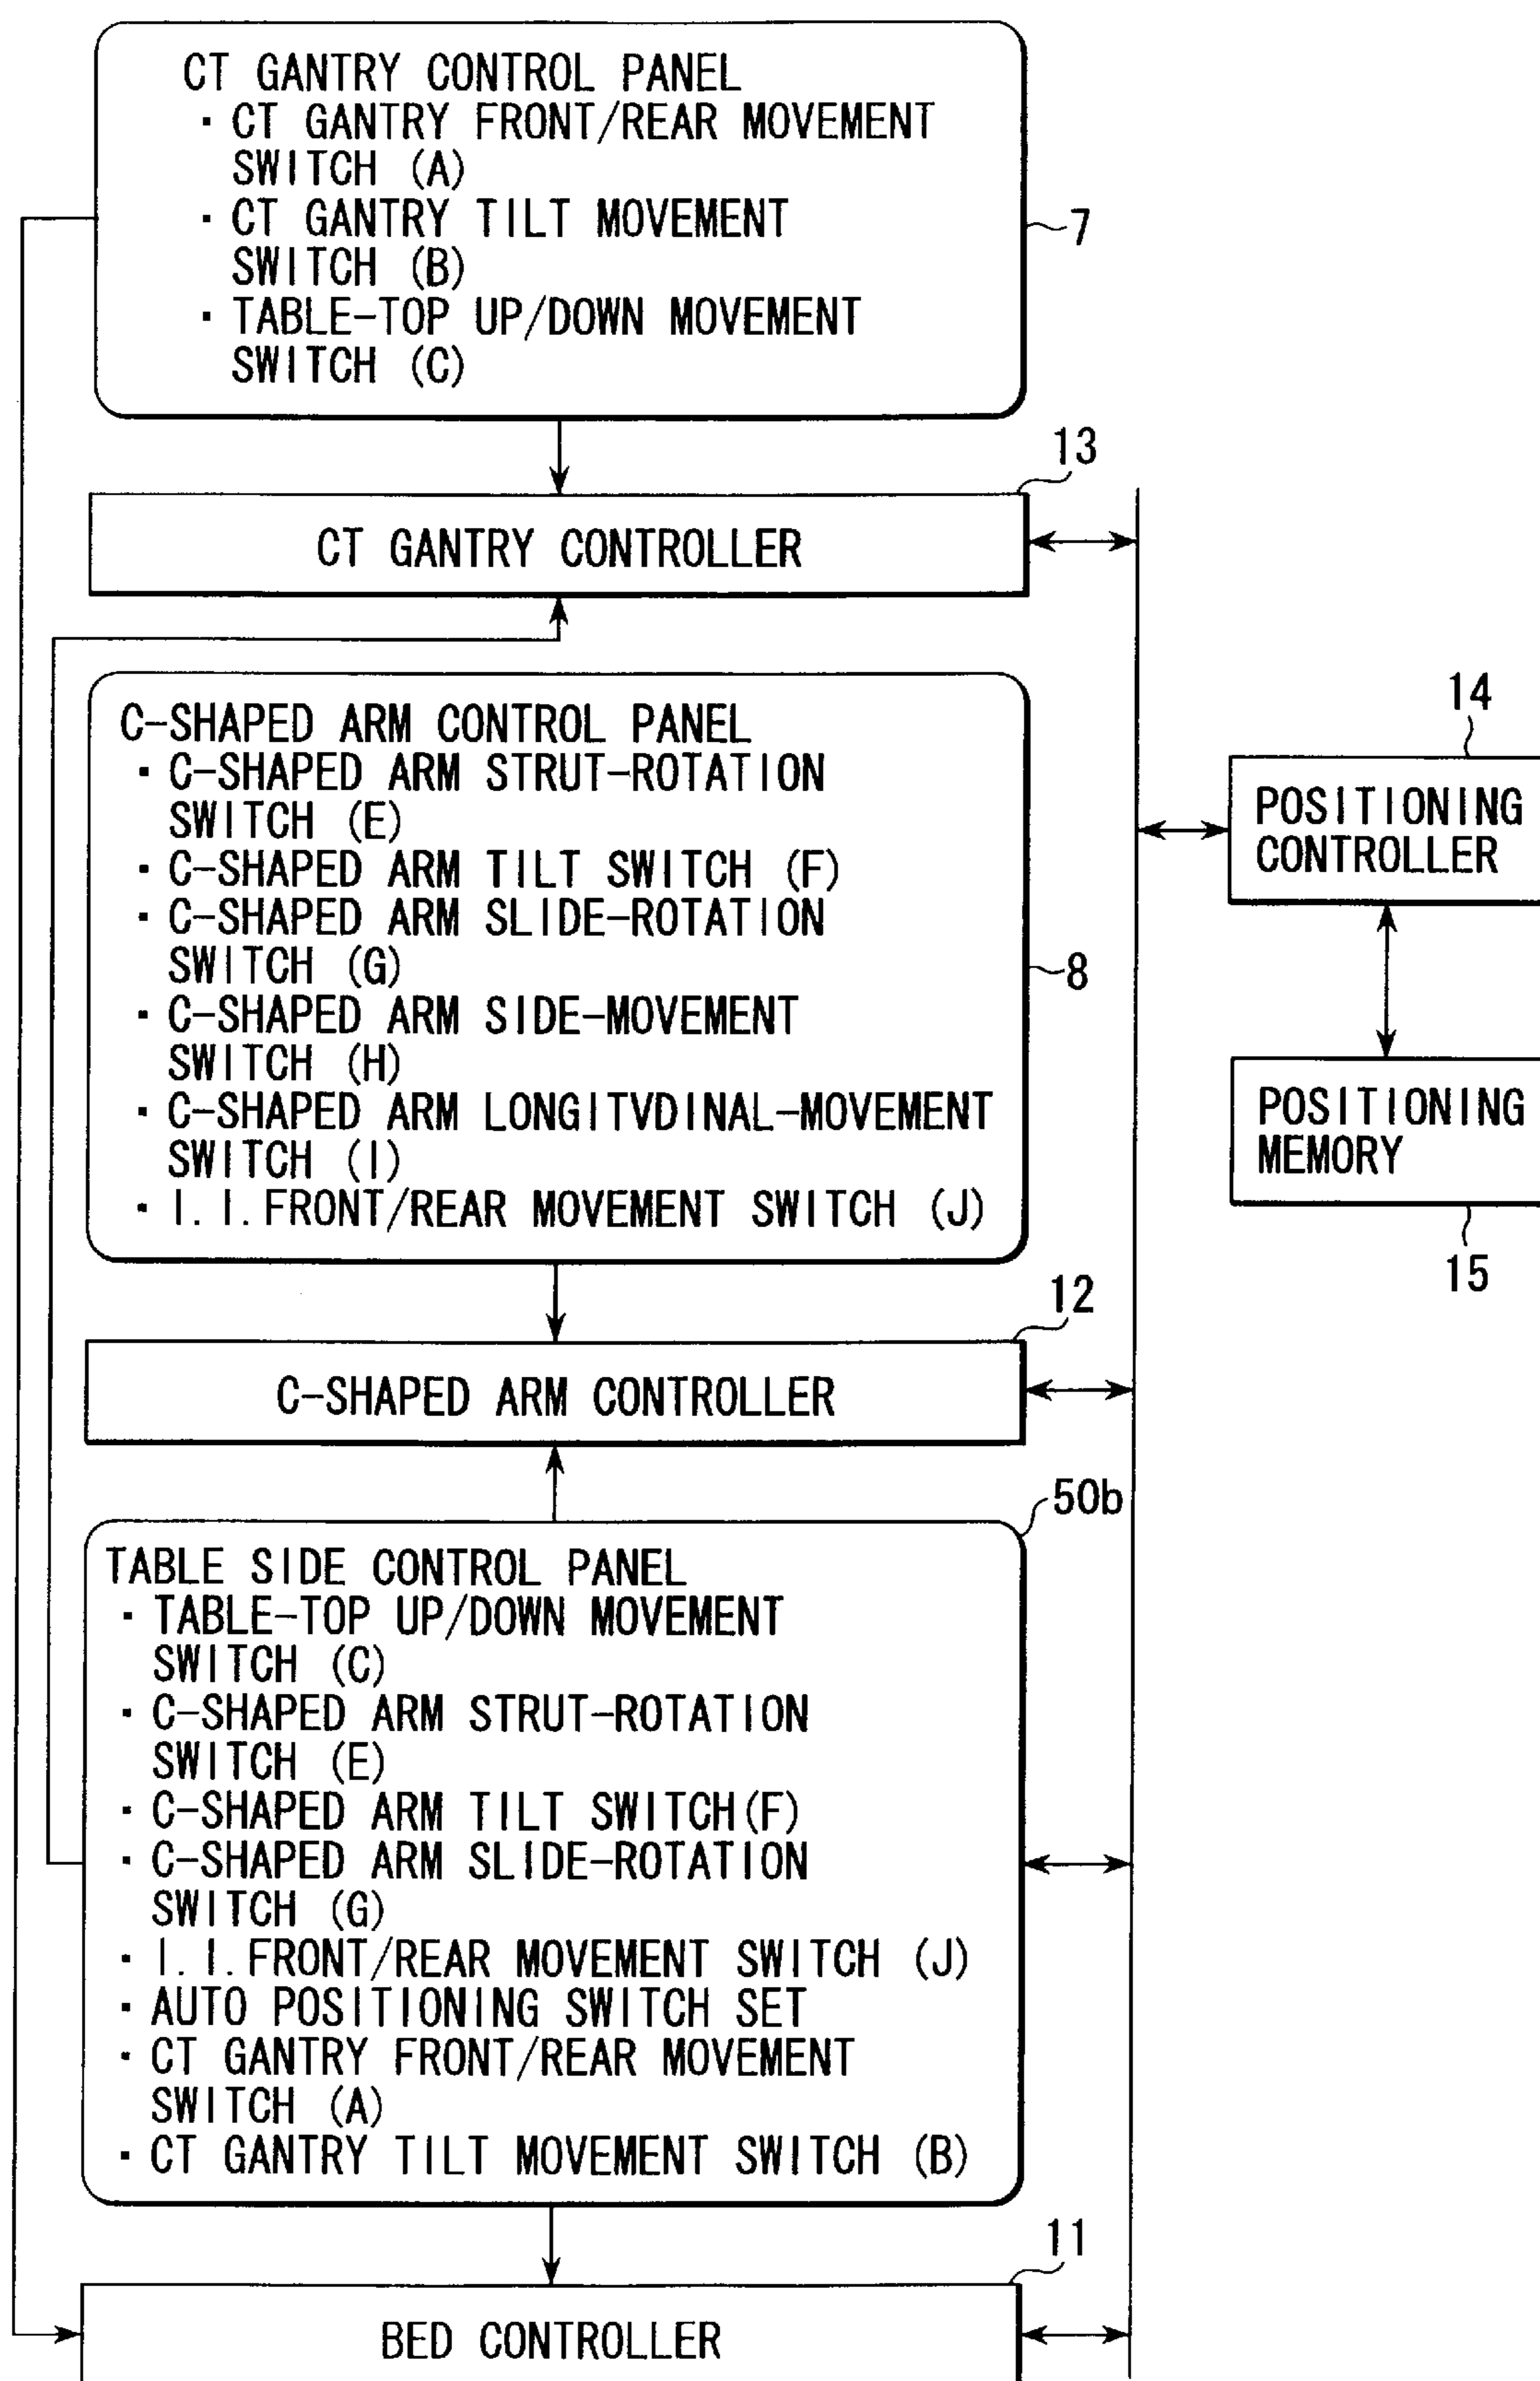 CT GANTRY CONTROL PANEL
· CT GANTRY FRONT/REAR MOVEMENT
SWITCH (A)
· CT GANTRY TILT MOVEMENT
SWITCH (B)
· TABLE-TOP UP/DOWN MOVEMENT
SWITCH (C)
7
13
CT GANTRY CONTROLLER
C-SHAPED ARM CONTROL PANEL
· C-SHAPED ARM STRUT-ROTATION
SWITCH (E)
· C-SHAPED ARM TILT SWITCH (F)
· C-SHAPED ARM SLIDE-ROTATION
SWITCH (G)
· C-SHAPED ARM SIDE-MOVEMENT
SWITCH (H)
· C-SHAPED ARM LONGITVDINAL-MOVEMENT
SWITCH (I)
· I.I.FRONT/REAR MOVEMENT SWITCH (J)
8
14
POSITIONING
CONTROLLER
POSITIONING
MEMORY
15
12
C-SHAPED ARM CONTROLLER
50b
TABLE SIDE CONTROL PANEL
· TABLE-TOP UP/DOWN MOVEMENT
SWITCH (C)
· C-SHAPED ARM STRUT-ROTATION
SWITCH (E)
· C-SHAPED ARM TILT SWITCH(F)
· C-SHAPED ARM SLIDE-ROTATION
SWITCH (G)
· I.I.FRONT/REAR MOVEMENT SWITCH (J)
· AUTO POSITIONING SWITCH SET
· CT GANTRY FRONT/REAR MOVEMENT
SWITCH (A)
· CT GANTRY TILT MOVEMENT SWITCH (B)
11
BED CONTROLLER